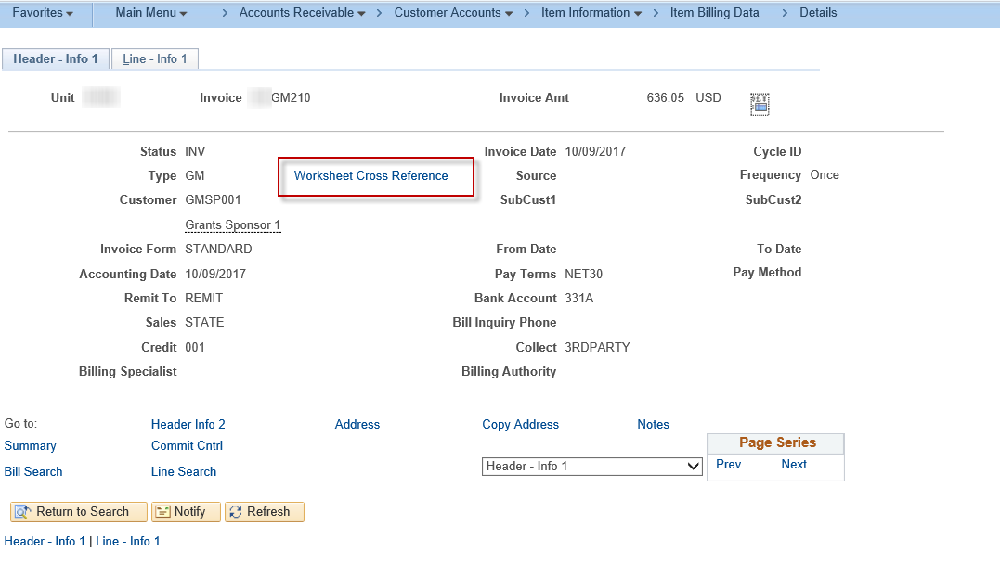 Favorites Main Menu > Accounts Receivable > Customer Accounts > Item Information > Item Billing Data > Details
Header - Info 1 Line - Info 1
Unit Invoice GM210 Invoice Amt 636.05 USD
Status INV Invoice Date 10/09/2017 Cycle ID
Type GM Worksheet Cross Reference Source Frequency Once
Customer GMSP001 SubCust1 SubCust2
Grants Sponsor 1
Invoice Form STANDARD From Date To Date
Accounting Date 10/09/2017 Pay Terms NET30 Pay Method
Remit To REMIT Bank Account 331A
Sales STATE Bill Inquiry Phone
Credit 001 Collect 3RDPARTY
Billing Specialist Billing Authority
Go to: Header Info 2 Address Copy Address Notes
Summary Commit Cntrl Page Series
Bill Search Line Search Header - Info 1 Prev Next
Return to Search Notify Refresh
Header - Info 1 | Line - Info 1